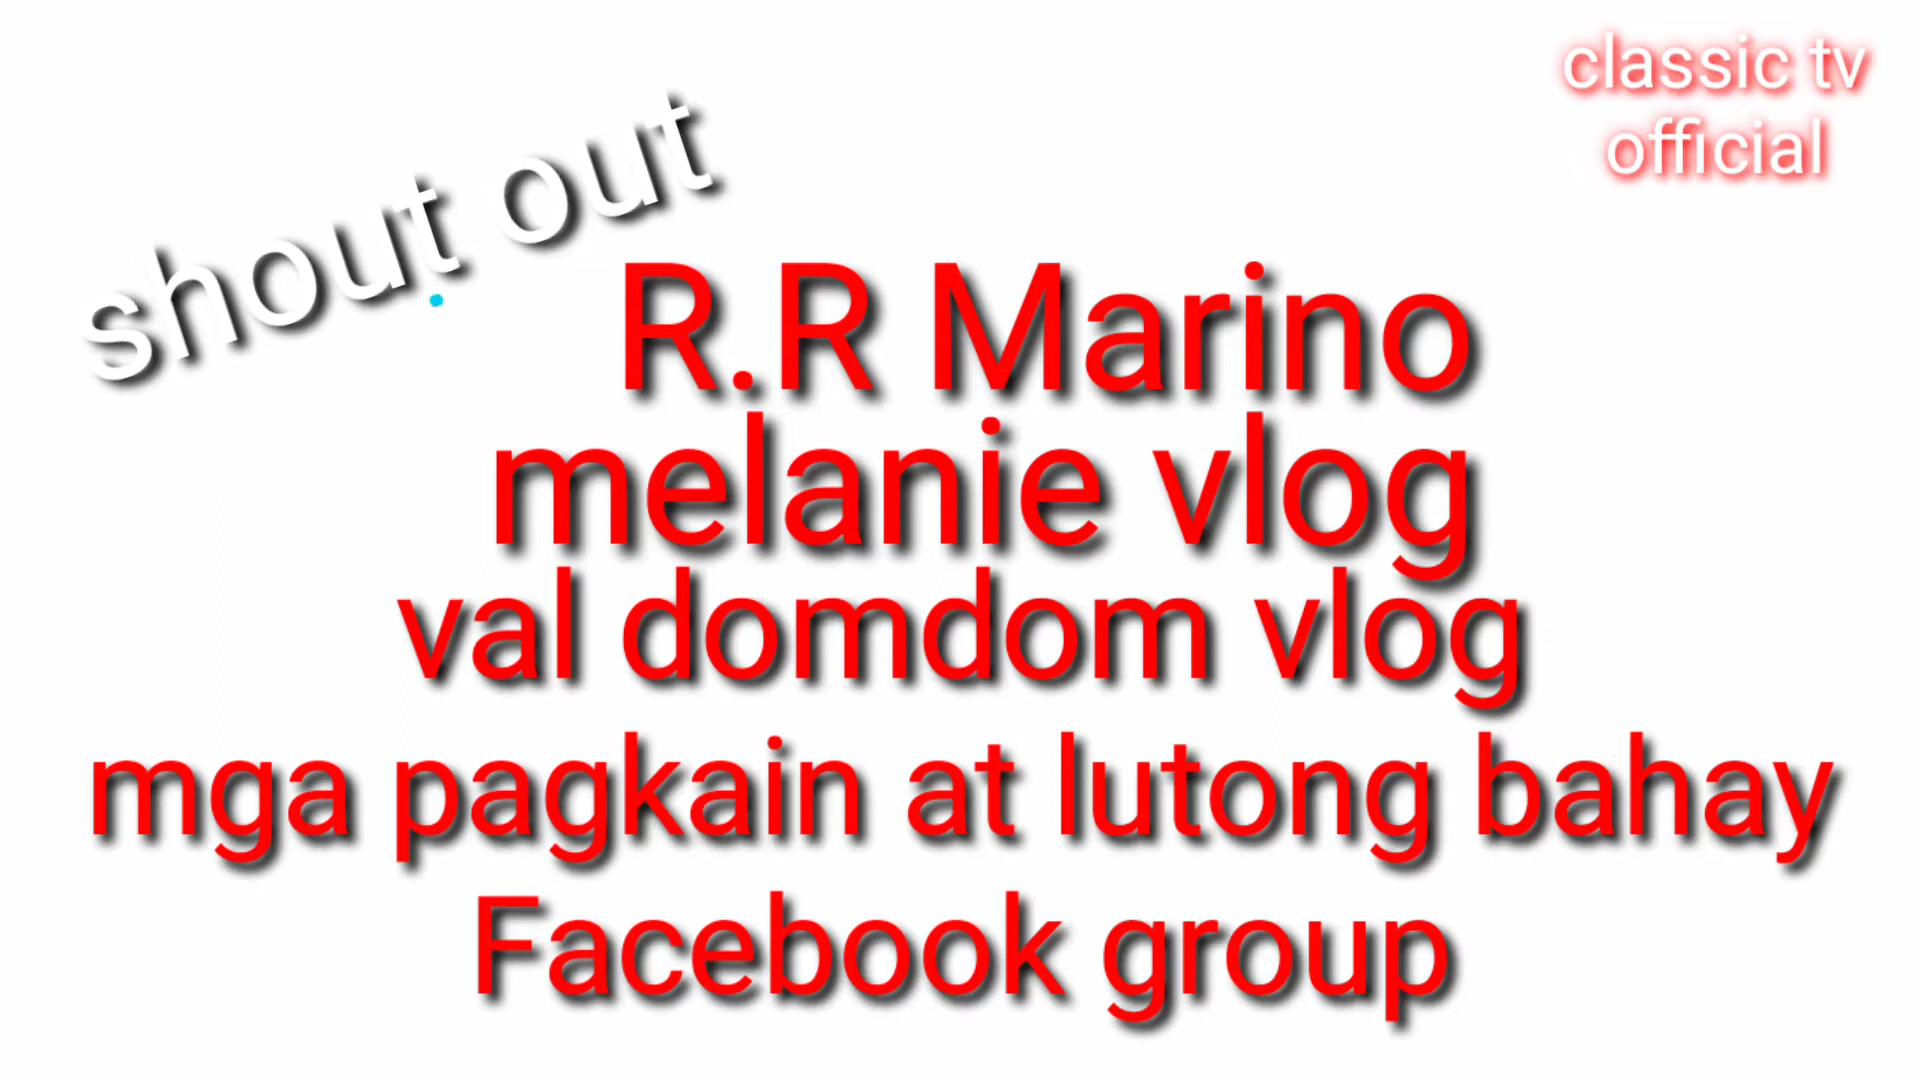 classic tv
official
shout out
R.R Marino
melanie vlog
val domdom vlog
mga pagkain at lutong bahay
Facebook group